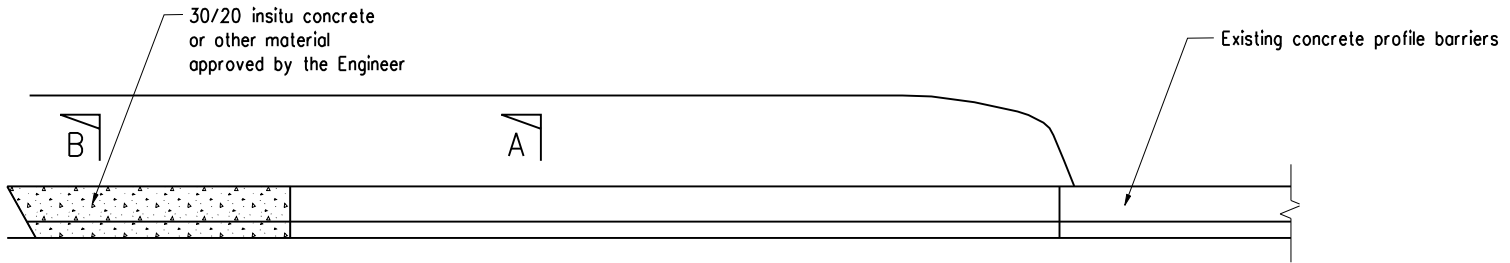 30/20 insitu concrete
or other material
approved by the Engineer
Existing concrete profile barriers
B
A